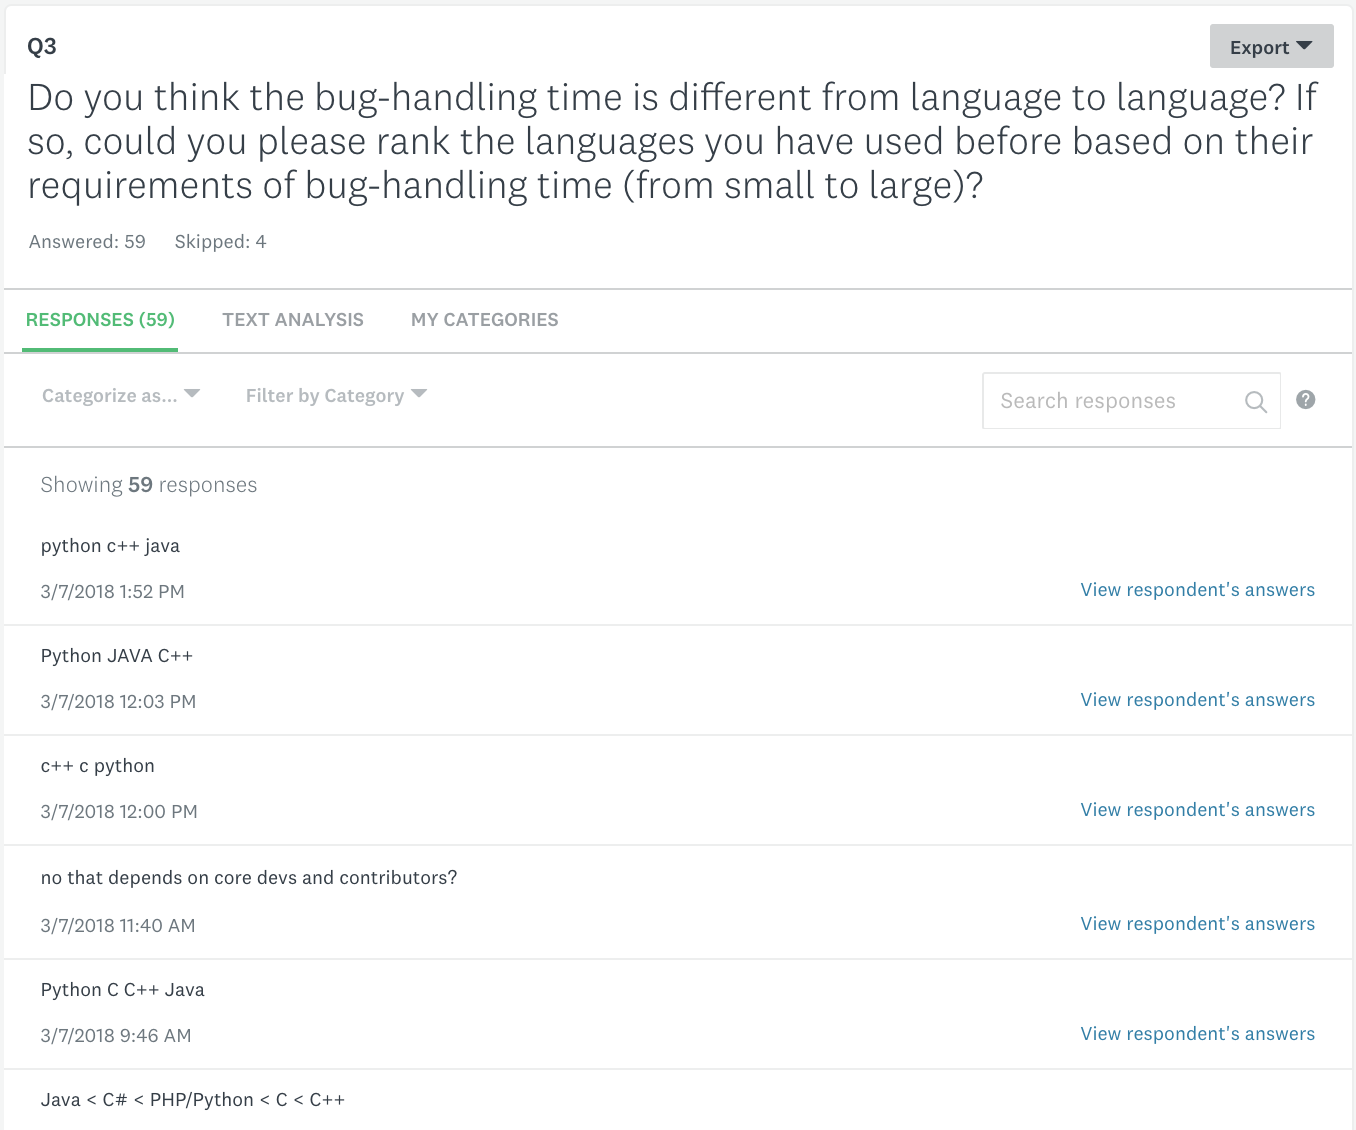 Q3
Export
Do you think the bug-handling time is different from language to language? If
so, could you please rank the languages you have used before based on their
requirements of bug-handling time (from small to large)?
Answered: 59 Skipped: 4
RESPONSES (59) TEXT ANALYSIS MY CATEGORIES
Categorize as... Filter by Category Search responses ?
Showing 59 responses
python c++ java
3/7/2018 1:52 PM View respondent's answers
Python JAVA C++
3/7/2018 12:03 PM View respondent's answers
c++ c python
3/7/2018 12:00 PM View respondent's answers
no that depends on core devs and contributors?
3/7/2018 11:40 AM View respondent's answers
Python C C++ Java
3/7/2018 9:46 AM View respondent's answers
Java < C# < PHP/Python < C < C++